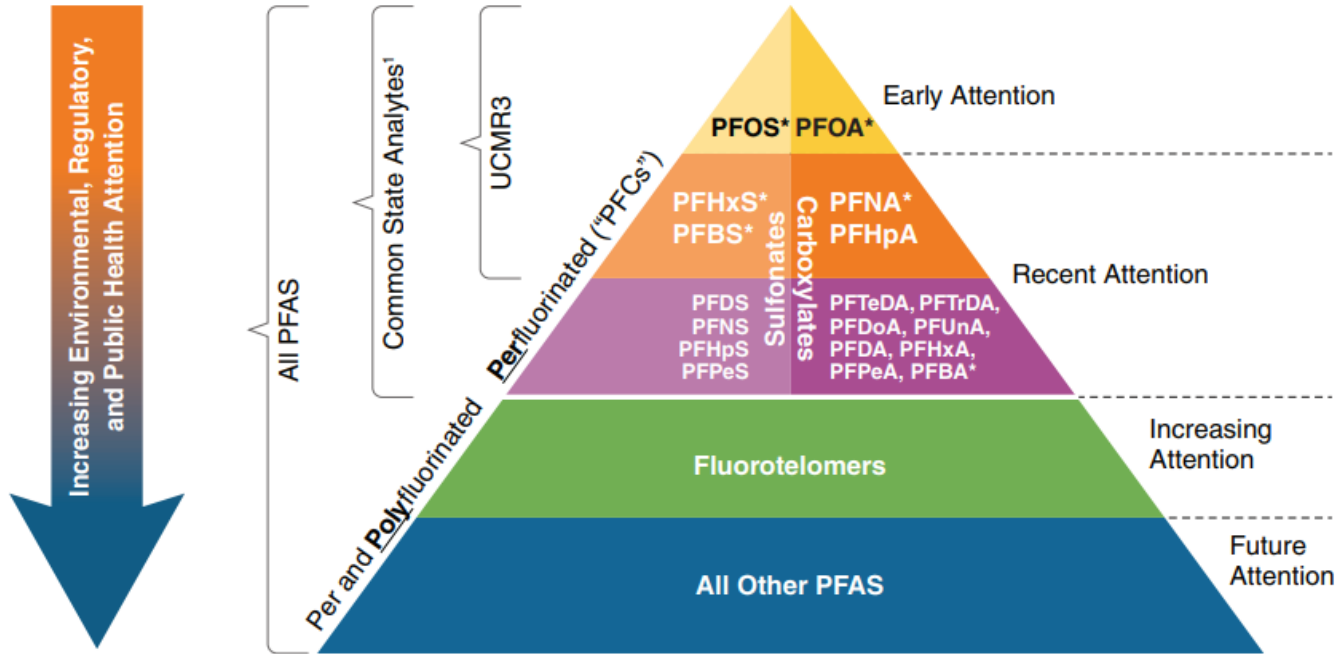 Increasing Environmental, Regulatory,
and Public Health Attention
All PFAS
Common State Analytes¹
UCMR3
Perfluorinated (“PFCs”)
Per and Polyfluorinated
PFOS* PFOA*
PFHxS*
PFBS*
Sulfonates
Carboxylates
PFNA*
PFHpA
PFDS
PFNS
PFHpS
PFPeS
PFTeDA, PFTrDA,
PFDoA, PFUnA,
PFDA, PFHxA,
PFPeA, PFBA*
Fluorotelomers
All Other PFAS
Early Attention
Recent Attention
Increasing
Attention
Future
Attention